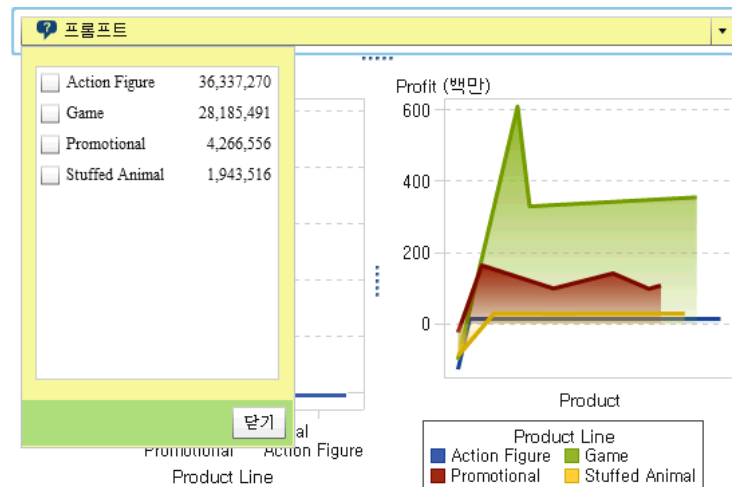 프롬프트
Action Figure 36,337,270
Game 28,185,491
Promotional 4,266,556
Stuffed Animal 1,943,516
닫기
Promotional Action Figure
Product Line
Profit (백만)
600
400
200
0
Product
Product Line
Action Figure Game
Promotional Stuffed Animal